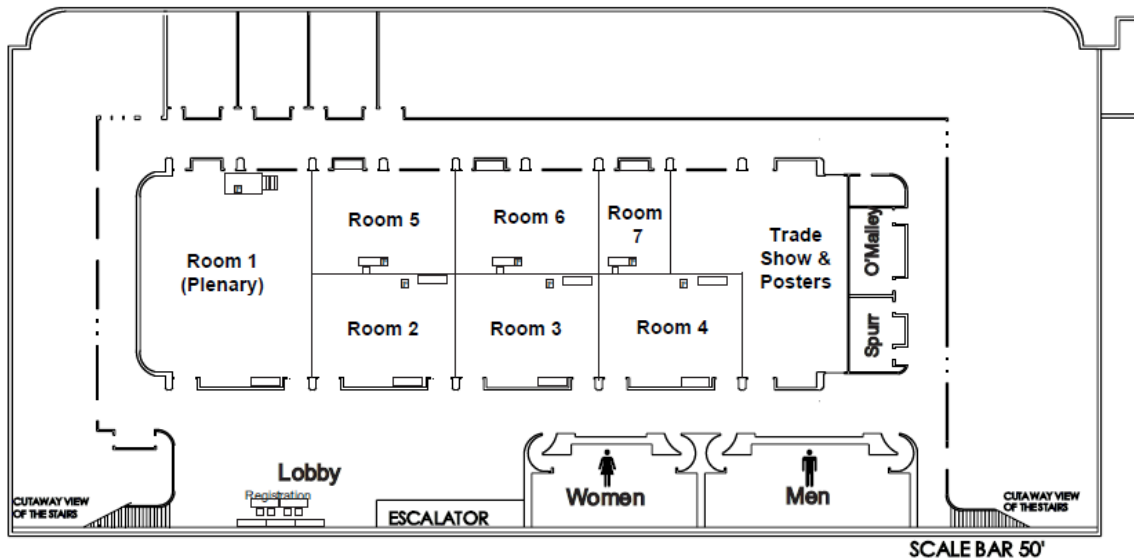 Room 5
Room 6
Room
7
Room 1
(Plenary)
Trade
Show &
Posters
O'Malley
Room 2
Room 3
Room 4
Spurr
Lobby
Registration
Women
Men
CUTAWAY VIEW
OF THE STAIRS
ESCALATOR
CUTAWAY VIEW
OF THE STAIRS
SCALE BAR 50'